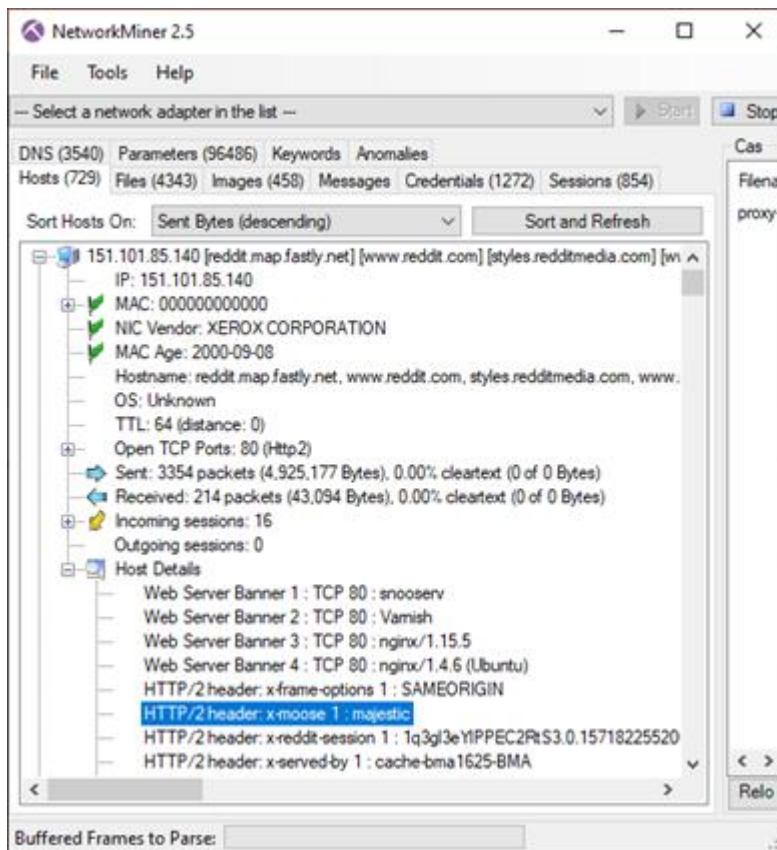 NetworkMiner 2.5
File Tools Help
--- Select a network adapter in the list ---
Start
Stop
DNS (3540) Parameters (96486) Keywords Anomalies
Hosts (729) Files (4343) Images (458) Messages Credentials (1272) Sessions (854)
Sort Hosts On: Sent Bytes (descending) Sort and Refresh
151.101.85.140 [reddit.map.fastly.net] [www.reddit.com] [styles.redditmedia.com] [w
IP: 151.101.85.140
MAC: 000000000000
NIC Vendor: XEROX CORPORATION
MAC Age: 2000-09-08
Hostname: reddit.map.fastly.net, www.reddit.com, styles.redditmedia.com, www.
OS: Unknown
TTL: 64 (distance: 0)
Open TCP Ports: 80 (Http2)
Sent: 3354 packets (4,925,177 Bytes), 0.00% cleartext (0 of 0 Bytes)
Received: 214 packets (43,094 Bytes), 0.00% cleartext (0 of 0 Bytes)
Incoming sessions: 16
Outgoing sessions: 0
Host Details
Web Server Banner 1 : TCP 80 : snooserv
Web Server Banner 2 : TCP 80 : Varnish
Web Server Banner 3 : TCP 80 : nginx/1.15.5
Web Server Banner 4 : TCP 80 : nginx/1.4.6 (Ubuntu)
HTTP/2 header: x-frame-options 1 : SAMEORIGIN
HTTP/2 header: x-moose 1 : majestic
HTTP/2 header: x-reddit-session 1 :
HTTP/2 header: x-served-by 1 : cache-bma1625-BMA
Cas
Filena
proxy-
Relo
Buffered Frames to Parse: